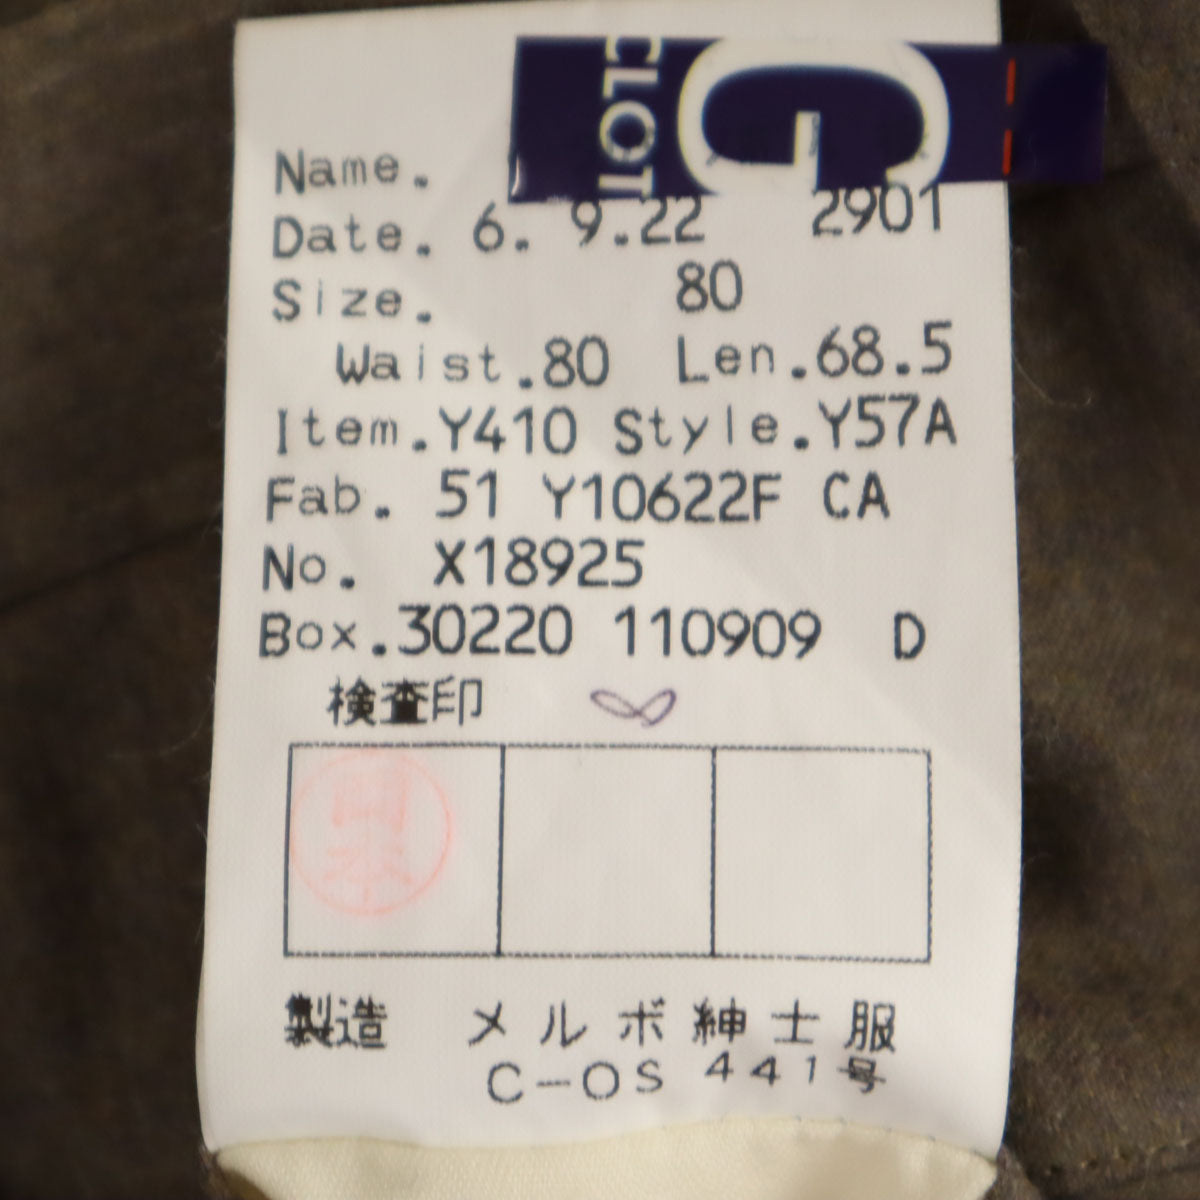 CLOT
G
Name.
Date. 6. 9.22 2901
Size. 80
Waist.80 Len.68.5
Item.Y410 Style.Y57A
Fab. 51 Y10622F CA
No. X18925
Box.30220 110909 D
検査印
製造 メルボ紳士服
C-OS 441号